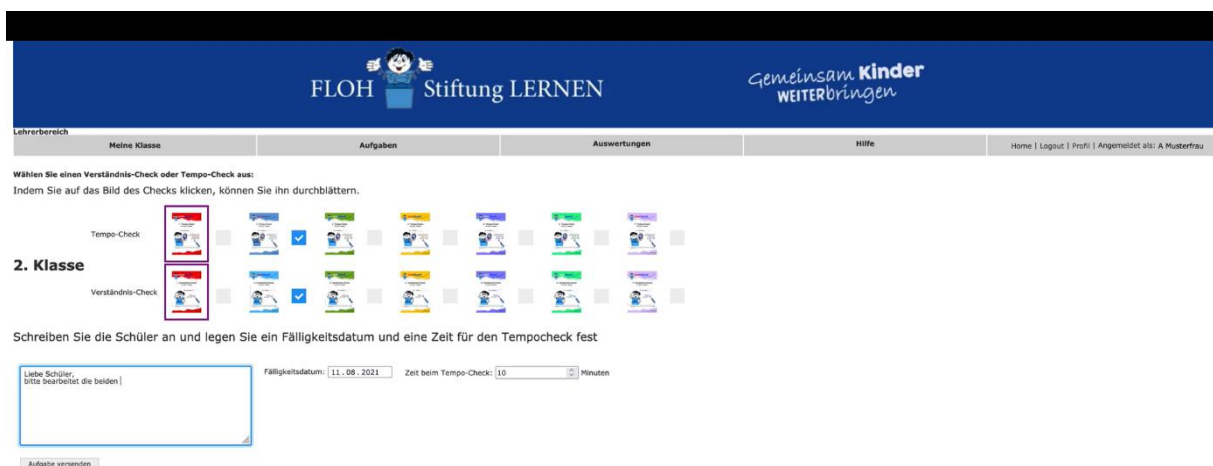 FLOH Stiftung LERNEN
Gemeinsam Kinder
WEITERbringen
Lehrerbereich
Meine Klasse Aufgaben Auswertungen Hilfe Home | Logout | Profil | Angemeldet als: A Musterfrau
Wählen Sie einen Verständnis-Check oder Tempo-Check aus:
Indem Sie auf das Bild des Checks klicken, können Sie ihn durchblättern.
Tempo-Check
2. Klasse
Verständnis-Check
Schreiben Sie die Schüler an und legen Sie ein Fälligkeitsdatum und eine Zeit für den Tempocheck fest
Liebe Schüler,
bitte bearbeitet die beiden
Fälligkeitsdatum: 11.08.2021 Zeit beim Tempo-Check: 10 Minuten
Aufgabe versenden